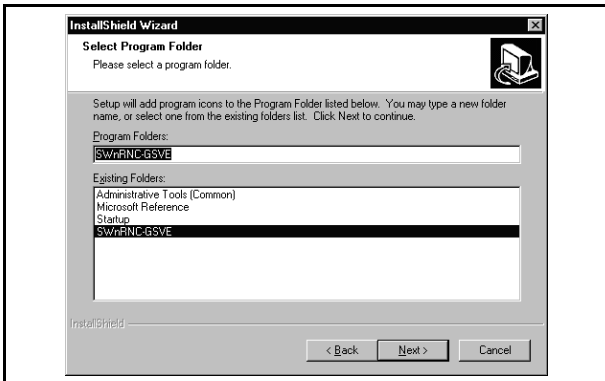 InstallShield Wizard
Select Program Folder
Please select a program folder.
Setup will add program icons to the Program Folder listed below. You may type a new folder
name, or select one from the existing folders list. Click Next to continue.
Program Folders:
SWnRNC-GSVE
Existing Folders:
Administrative Tools (Common)
Microsoft Reference
Startup
SWnRNC-GSVE
InstallShield
< Back
Next >
Cancel